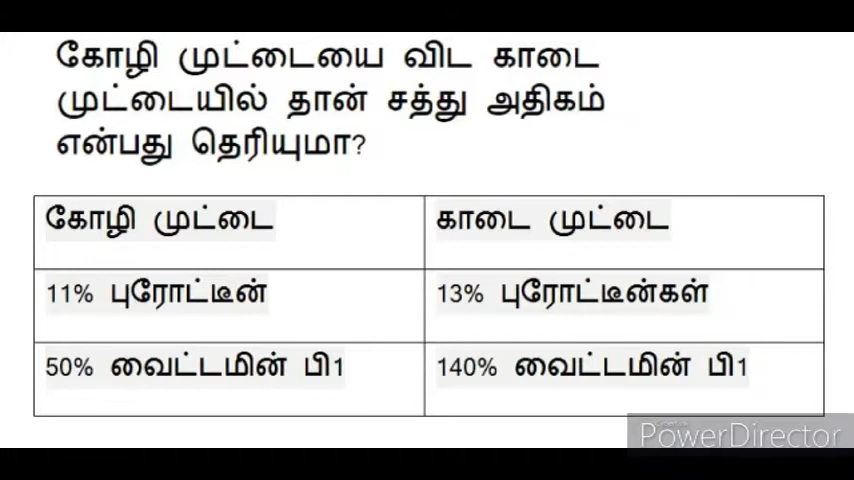 கோழி முட்டையை விட காடை
முட்டையில் தான் சத்து அதிகம்
என்பது தெரியுமா?
கோழி முட்டை காடை முட்டை
11% புரோட்டீன் 13% புரோட்டீன்கள்
50% வைட்டமின் பி1 140% வைட்டமின் பி1
PowerDirector